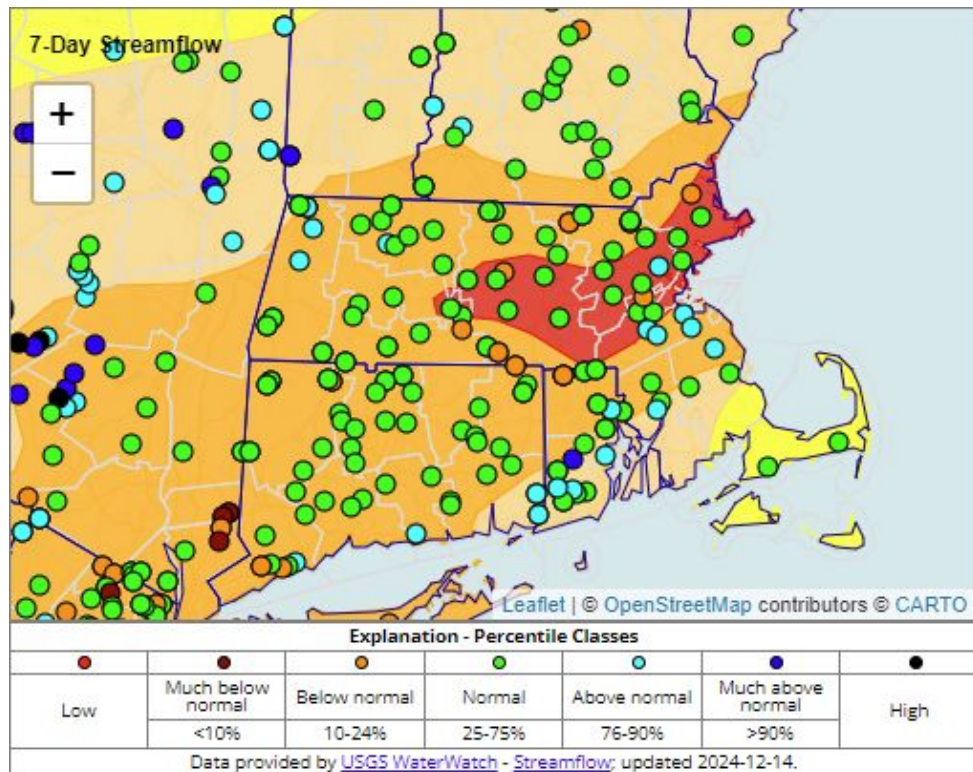 7-Day Streamflow
+
−
Leaflet | © OpenStreetMap contributors © CARTO
Explanation - Percentile Classes
Low
Much below normal
<10%
Below normal
10-24%
Normal
25-75%
Above normal
76-90%
Much above normal
>90%
High
Data provided by USGS WaterWatch - Streamflow; updated 2024-12-14.